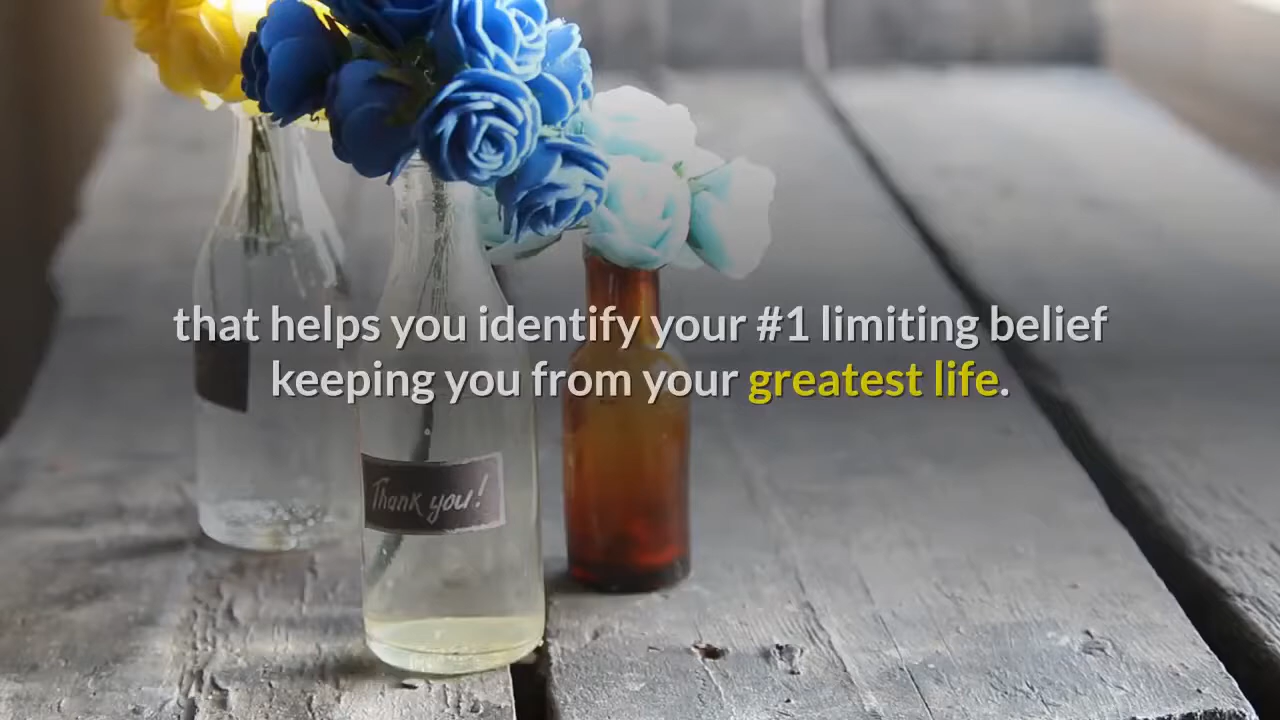 that helps you identify your #1 limiting belief
keeping you from your greatest life.
Thank you!